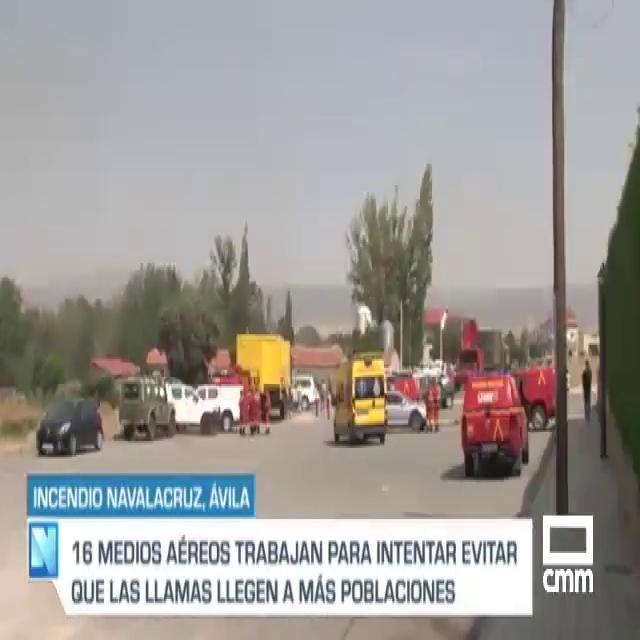 INCENDIO NAVALACRUZ, ÁVILA
N
16 MEDIOS AÉREOS TRABAJAN PARA INTENTAR EVITAR
QUE LAS LLAMAS LLEGEN A MÁS POBLACIONES
cmm